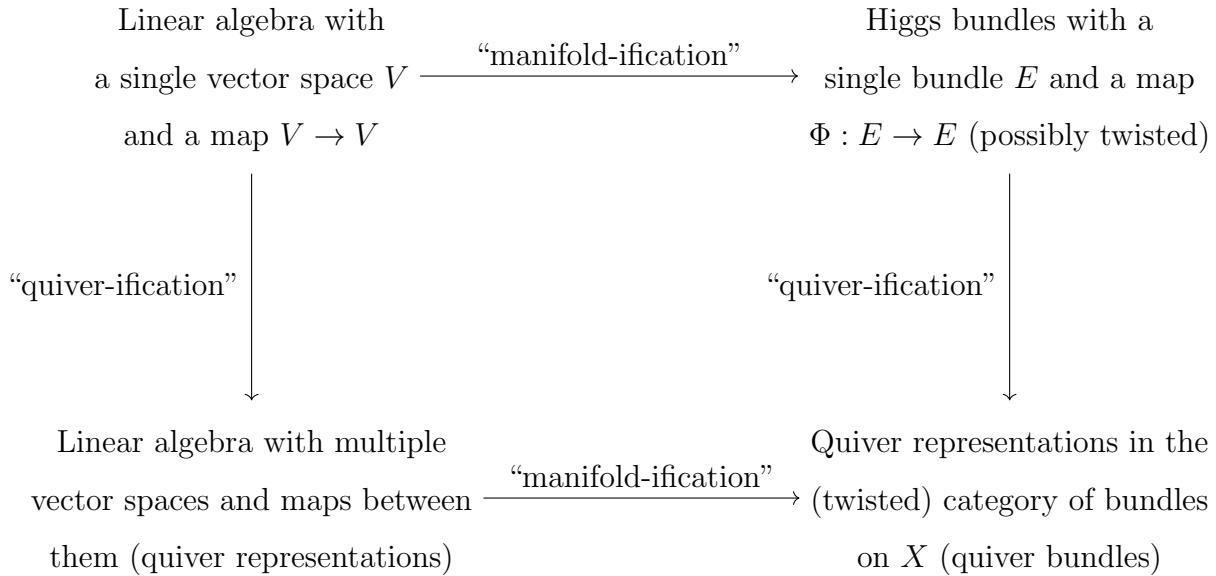 Linear algebra with
a single vector space V
and a map V → V
“manifold-ification”
Higgs bundles with a
single bundle E and a map
Φ : E → E (possibly twisted)
“quiver-ification”
“quiver-ification”
Linear algebra with multiple
vector spaces and maps between
them (quiver representations)
“manifold-ification”
Quiver representations in the
(twisted) category of bundles
on X (quiver bundles)